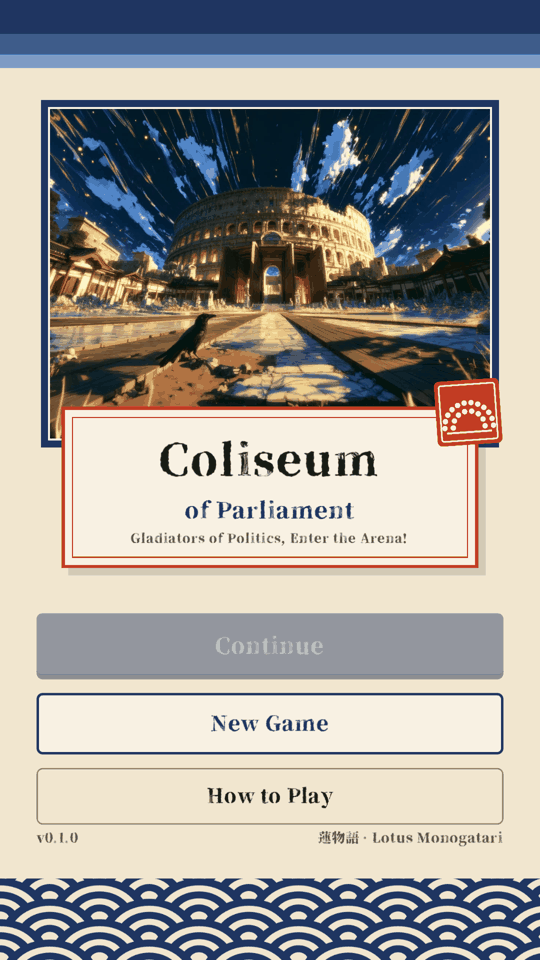 Coliseum
of Parliament
Gladiators of Politics, Enter the Arena!
Continue
New Game
How to Play
v0.1.0
蓮物語 · Lotus Monogatari